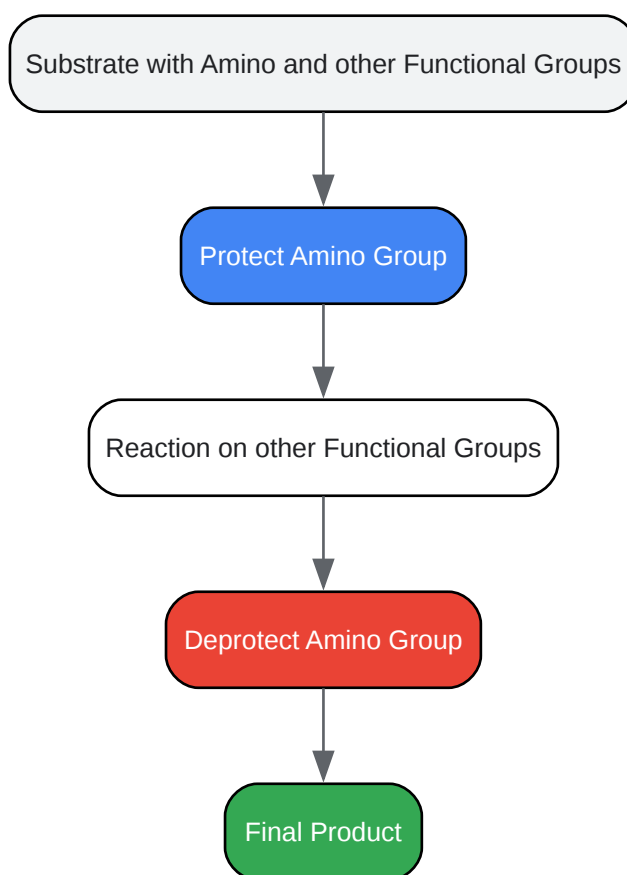 Substrate with Amino and other Functional Groups
Protect Amino Group
Reaction on other Functional Groups
Deprotect Amino Group
Final Product